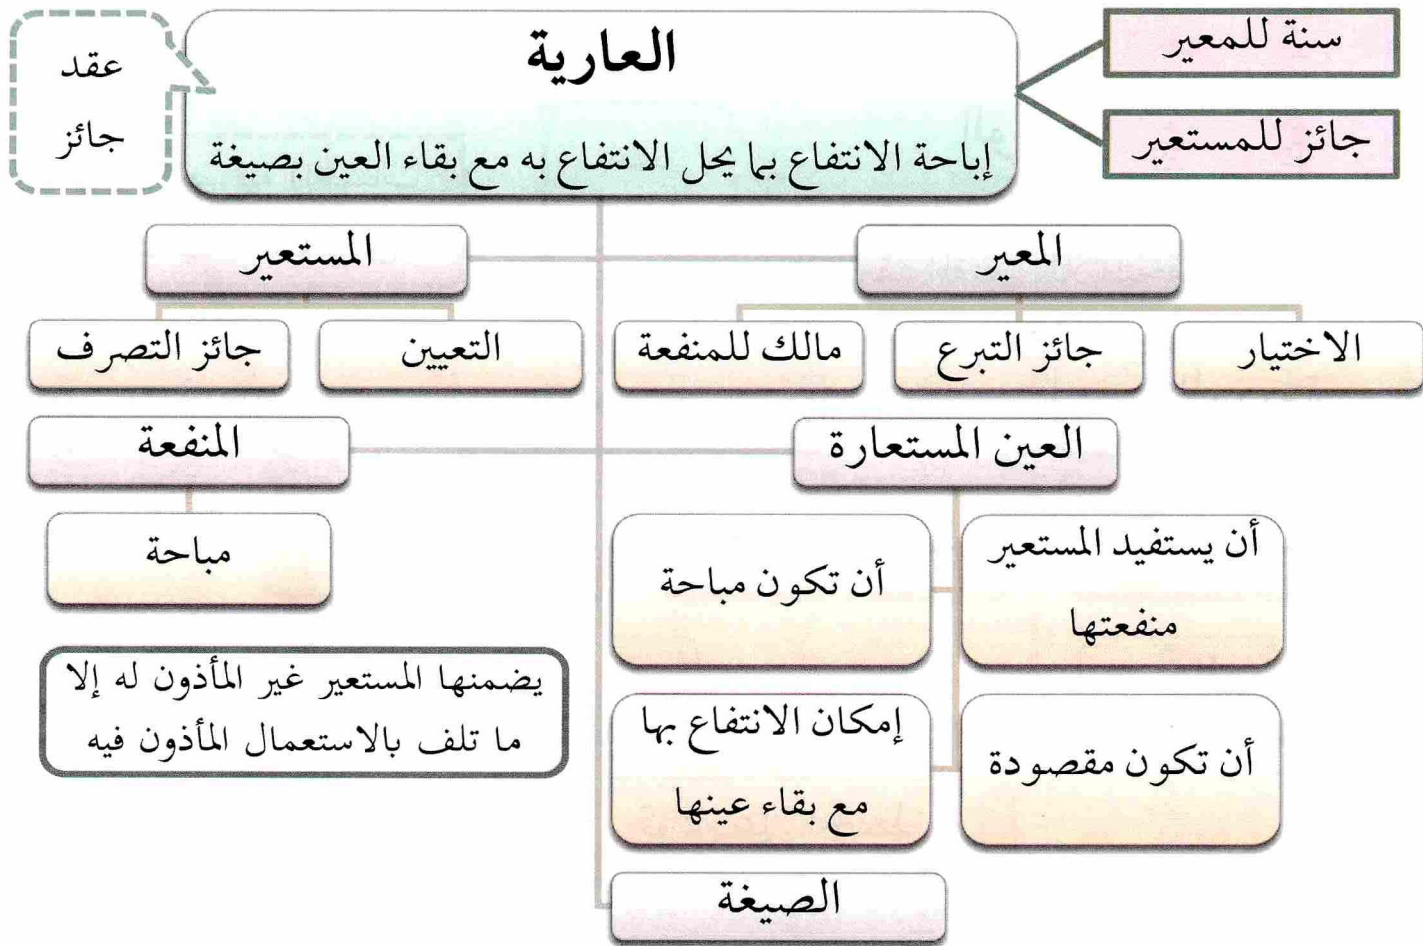 سنة للمعير
جائز للمستعير
العارية
إباحة الانتفاع بما يحل الانتفاع به مع بقاء العين بصيغة
عقد
جائز
المعير
المستعير
الاختيار
جائز التبرع
مالك للمنفعة
التعيين
جائز التصرف
العين المستعارة
المنفعة
أن يستفيد المستعير
منفعتها
أن تكون مباحة
مباحة
أن تكون مقصودة
إمكان الانتفاع بها
مع بقاء عينها
يضمنها المستعير غير المأذون له إلا
ما تلف بالاستعمال المأذون فيه
الصيغة